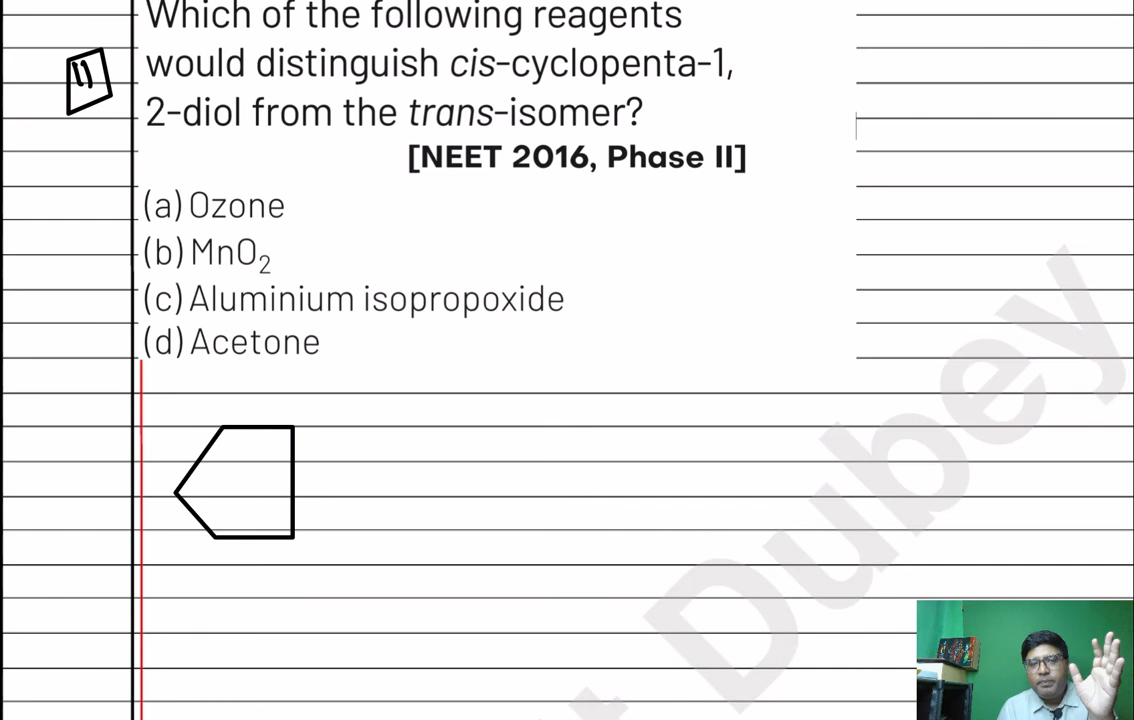 Which of the following reagents
11 would distinguish cis-cyclopenta-1,
2-diol from the trans-isomer?
[NEET 2016, Phase II]
(a) Ozone
(b) MnO₂
(c) Aluminium isopropoxide
(d) Acetone
Dubey